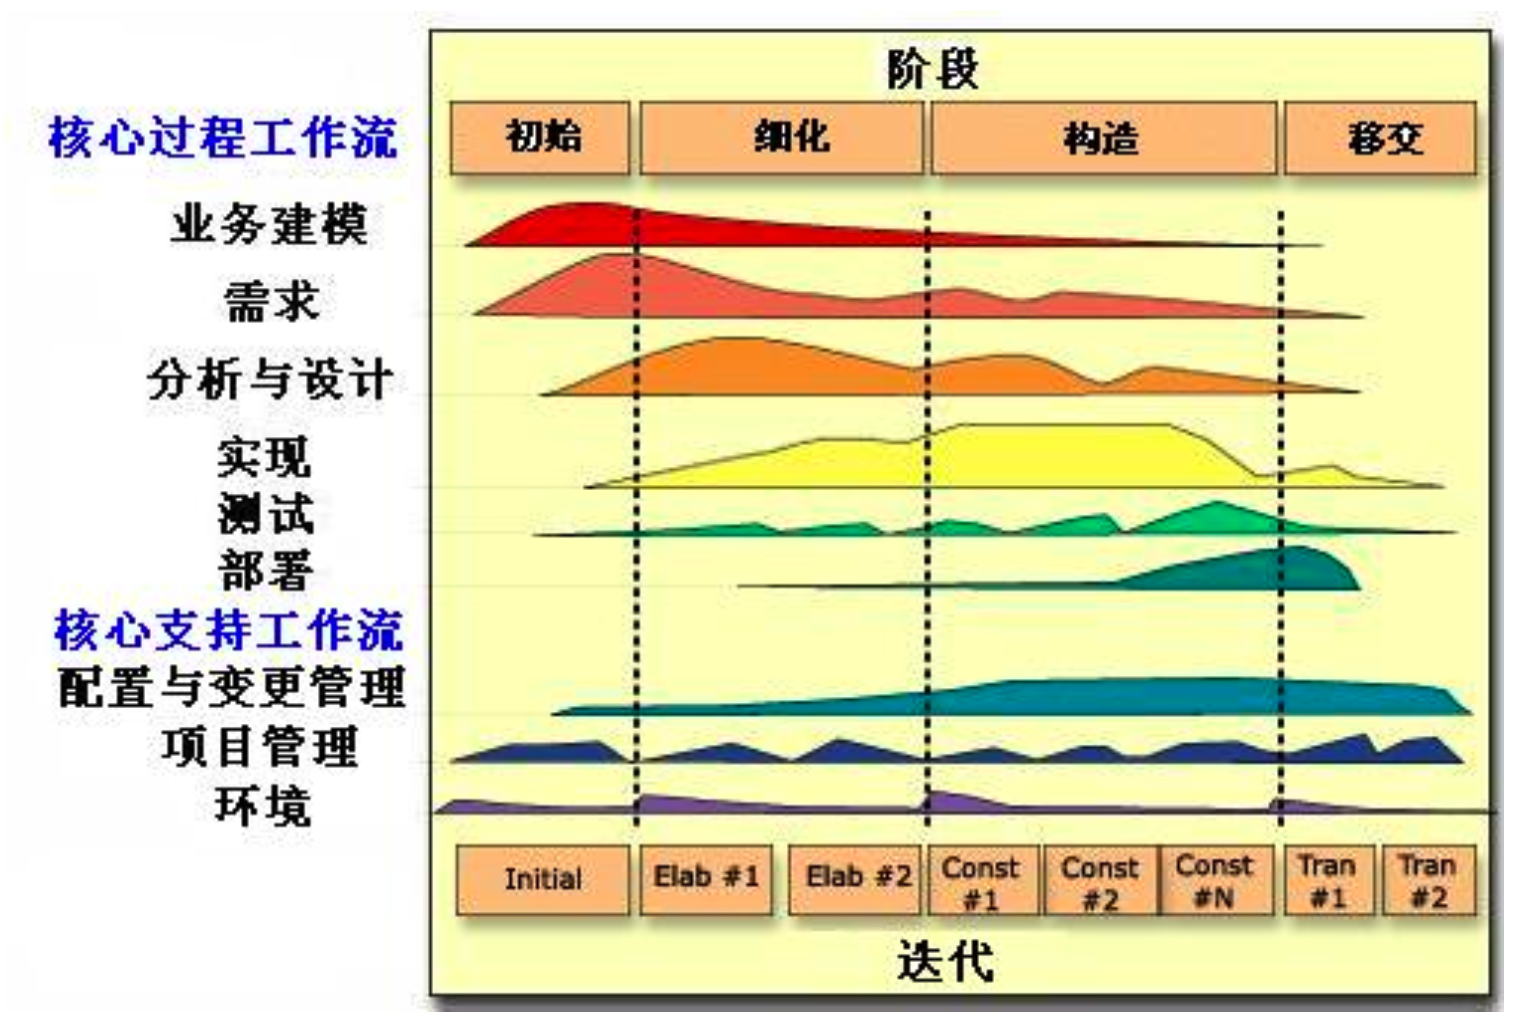 阶段
核心过程工作流
初始
细化
构造
移交
业务建模
需求
分析与设计
实现
测试
部署
核心支持工作流
配置与变更管理
项目管理
环境
Initial
Elab #1
Elab #2
Const
#1
Const
#2
Const
#N
Tran
#1
Tran
#2
迭代